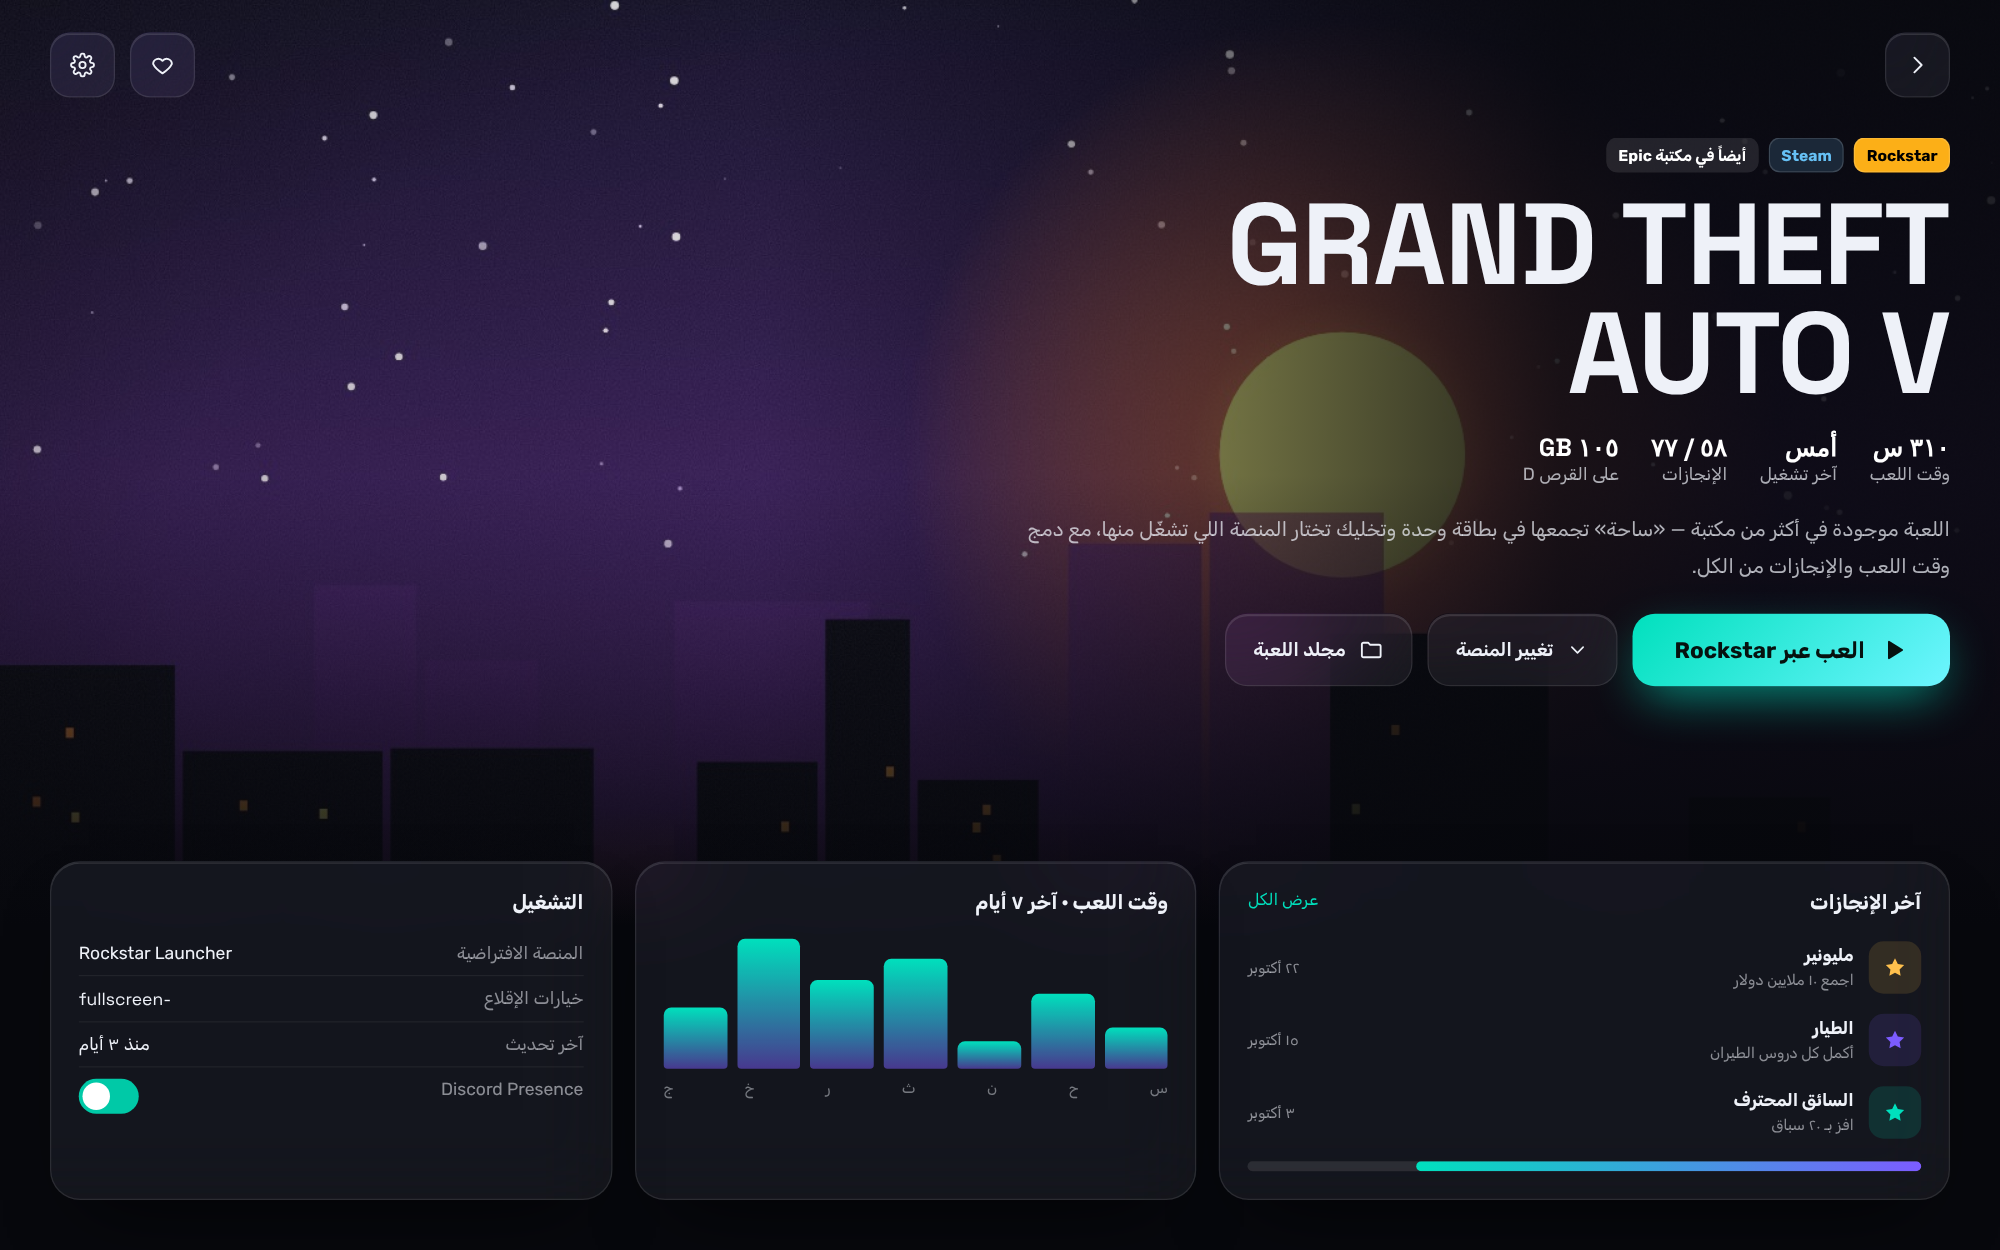 Rockstar
Steam
أيضاً في مكتبة Epic
GRAND THEFT
AUTO V
٣١٠ س
وقت اللعب
أمس
آخر تشغيل
٥٨ / ٧٧
الإنجازات
١٠٥ GB
على القرص D
اللعبة موجودة في أكثر من مكتبة — «ساحة» تجمعها في بطاقة وحدة وتخليك تختار المنصة اللي تشغّل منها، مع دمج
وقت اللعب والإنجازات من الكل.
العب عبر Rockstar
تغيير المنصة
مجلد اللعبة
آخر الإنجازات
عرض الكل
مليونير
اجمع ١٠ ملايين دولار
٢٢ أكتوبر
الطيار
أكمل كل دروس الطيران
١٥ أكتوبر
السائق المحترف
افز بـ ٢٠ سباق
٣ أكتوبر
وقت اللعب • آخر ٧ أيام
س
ح
ن
ث
ر
خ
ج
التشغيل
المنصة الافتراضية
Rockstar Launcher
خيارات الإقلاع
fullscreen-
آخر تحديث
منذ ٣ أيام
Discord Presence